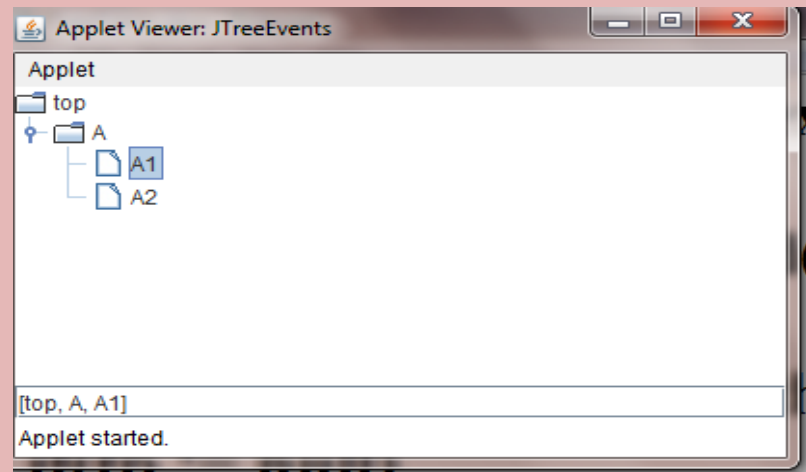 Applet Viewer: JTreeEvents
Applet
top
A
A1
A2
[top, A, A1]
Applet started.